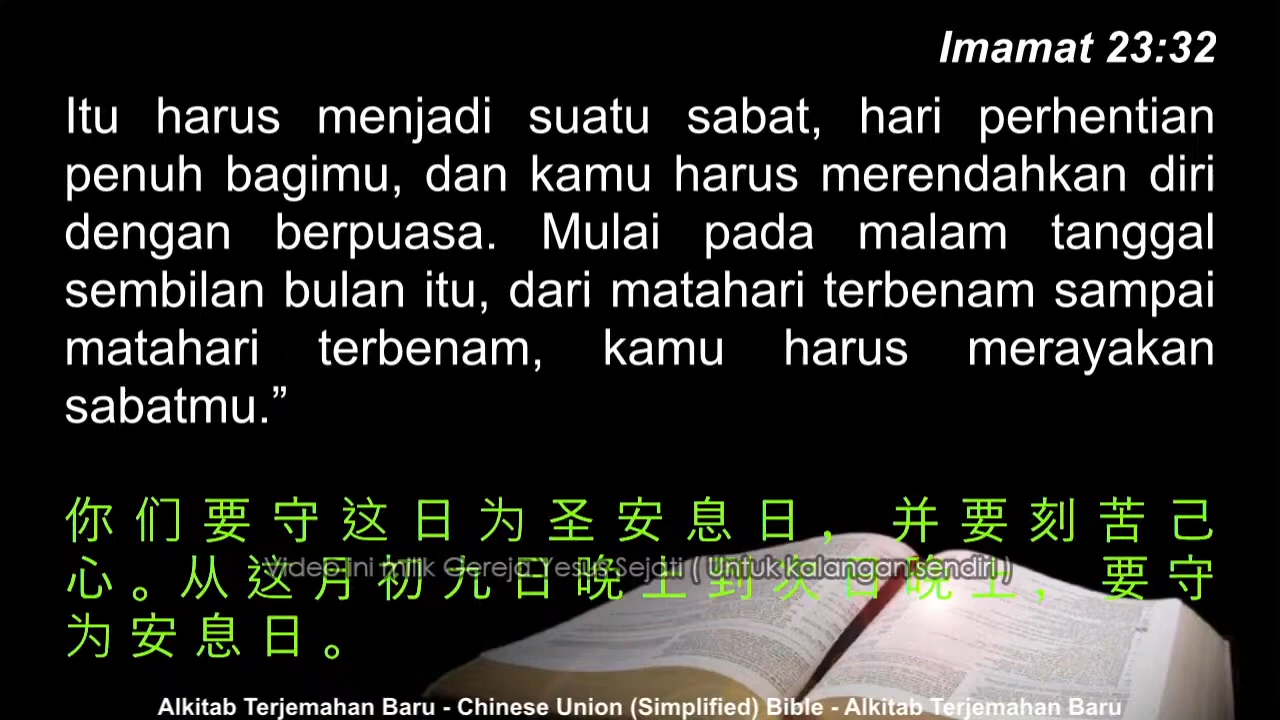 Imamat 23:32
Itu harus menjadi suatu sabat, hari perhentian
penuh bagimu, dan kamu harus merendahkan diri
dengan berpuasa. Mulai pada malam tanggal
sembilan bulan itu, dari matahari terbenam sampai
matahari terbenam, kamu harus merayakan
sabatmu.”
你们要守这日为圣安息日，并要刻苦己
心。从这月初九日晚上到次日晚上，要守
为安息日。
Video ini milik Gereja Yesus Sejati ( Untuk kalangan sendiri )
Alkitab Terjemahan Baru - Chinese Union (Simplified) Bible - Alkitab Terjemahan Baru